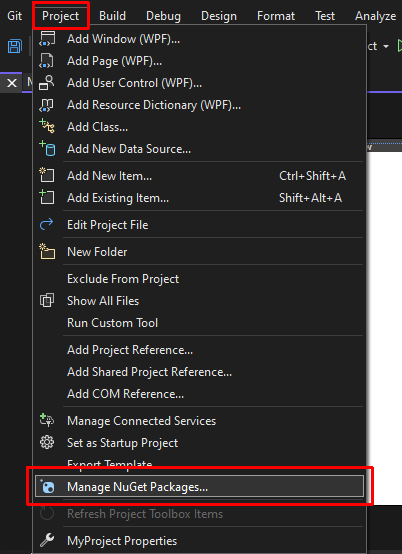 Git Project Build Debug Design Format Test Analyze
Add Window (WPF)...
ct
Add Page (WPF)...
Add User Control (WPF)...
Add Resource Dictionary (WPF)...
Add Class...
Add New Data Source...
Add New Item... Ctrl+Shift+A
Add Existing Item... Shift+Alt+A
Edit Project File
New Folder
Exclude From Project
Show All Files
Run Custom Tool
Add Project Reference...
Add Shared Project Reference...
Add COM Reference...
Manage Connected Services
Set as Startup Project
Export Template...
Manage NuGet Packages...
Refresh Project Toolbox Items
MyProject Properties